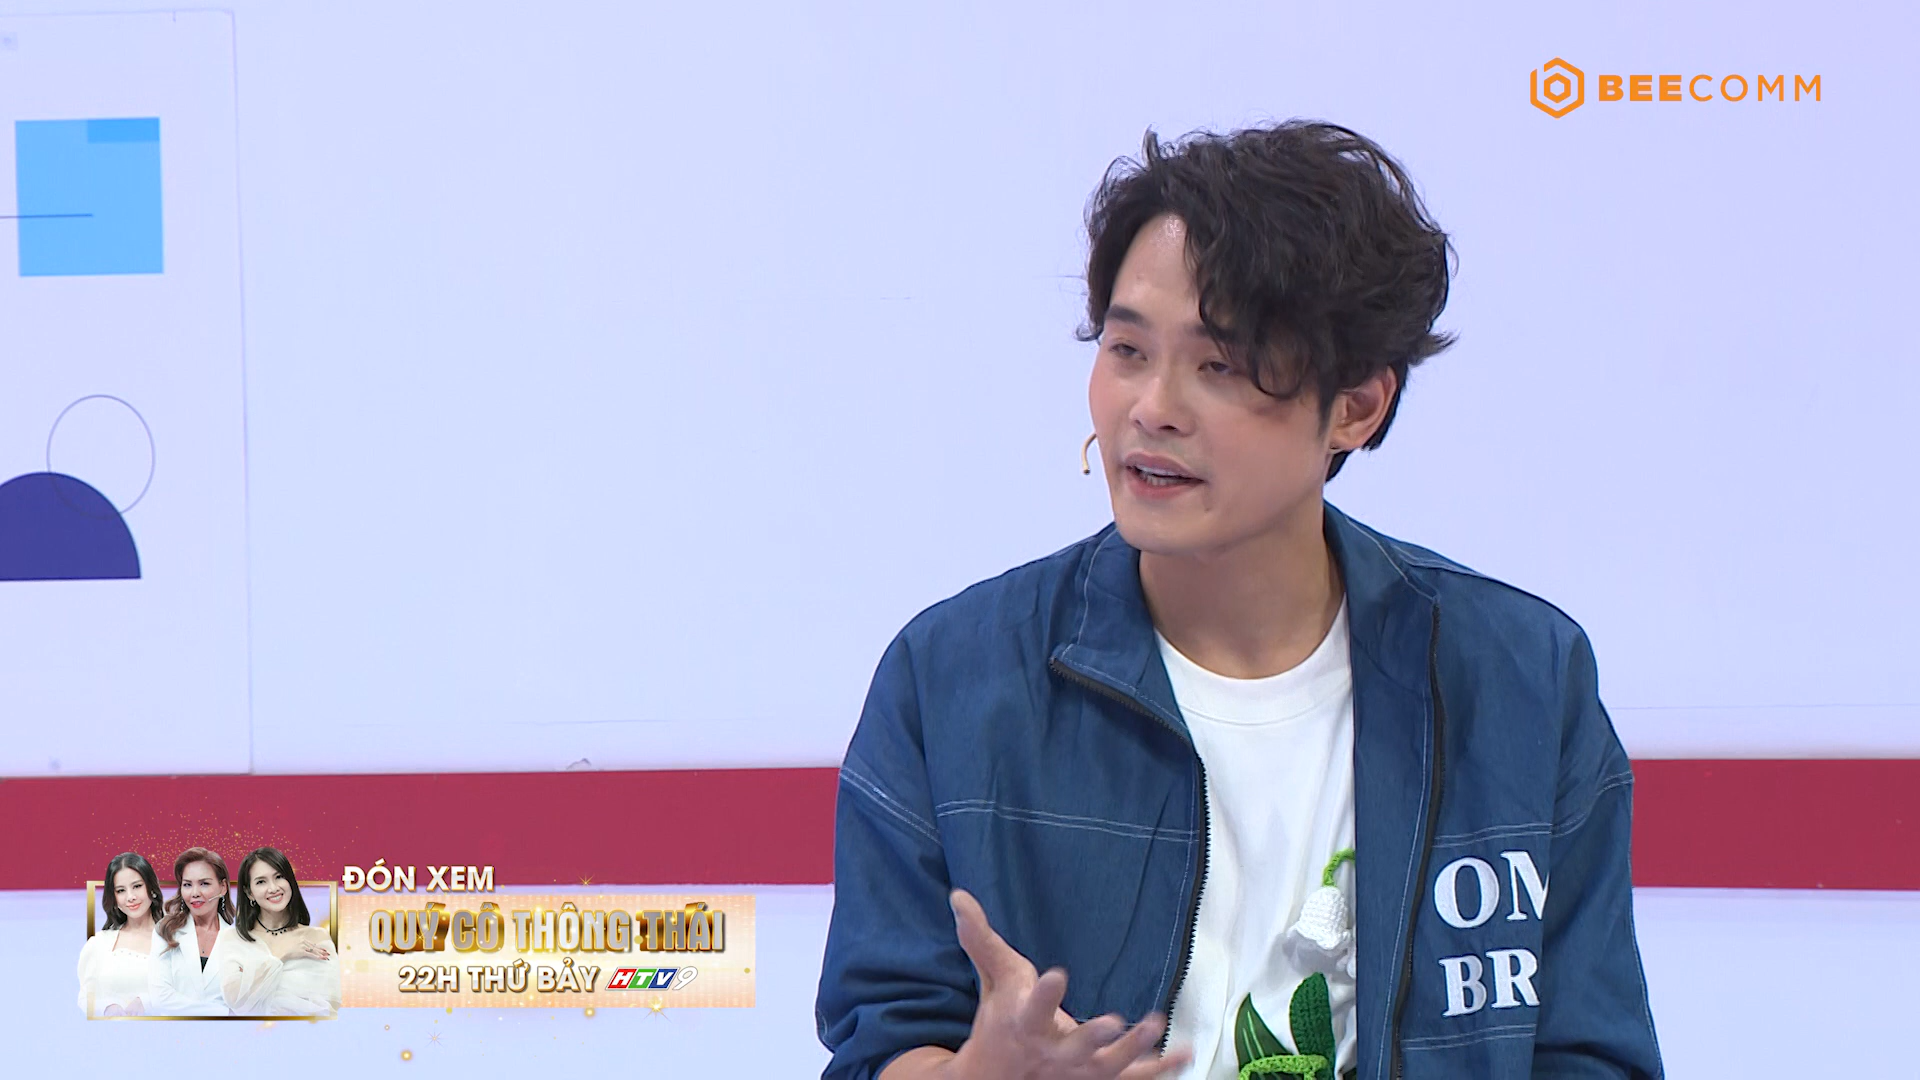 BEECOMM
ĐÓN XEM
QUÝ CÔ THÔNG THÁI
22H THỨ BẢY HTV9
OM
BR